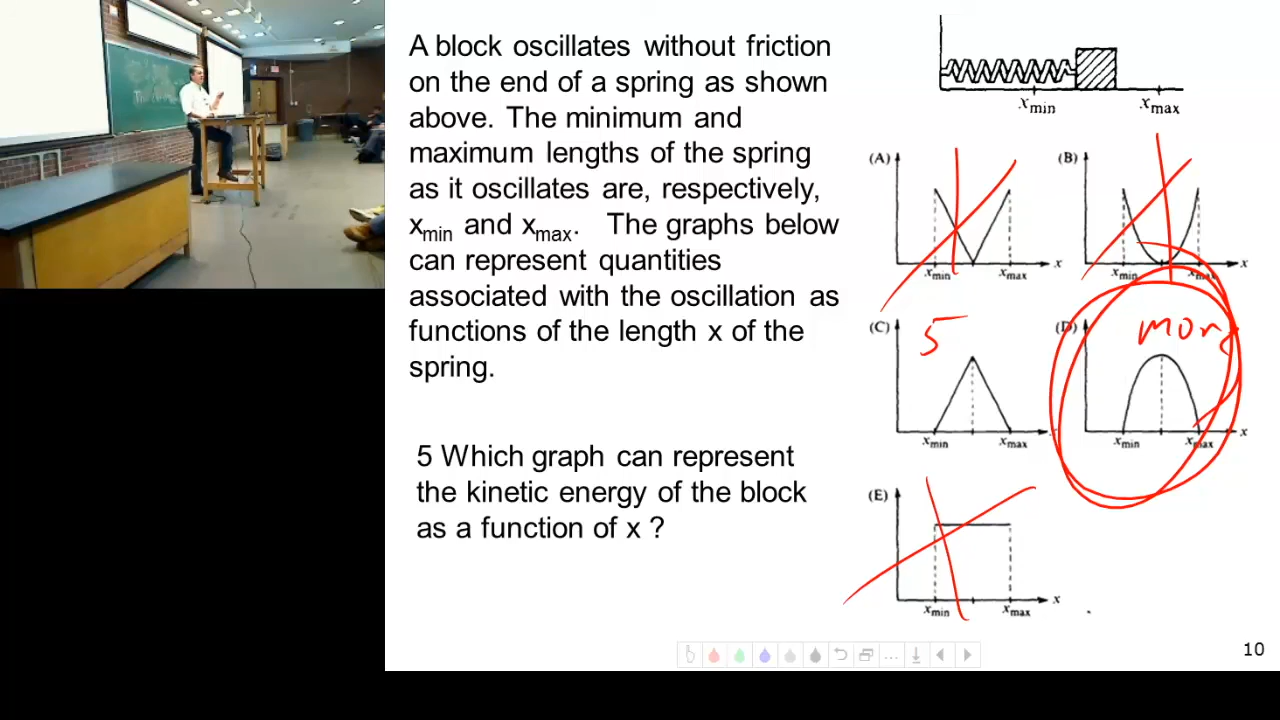 A block oscillates without friction
on the end of a spring as shown
above. The minimum and
maximum lengths of the spring
as it oscillates are, respectively,
xmin and xmax. The graphs below
can represent quantities
associated with the oscillation as
functions of the length x of the
spring.
5 Which graph can represent
the kinetic energy of the block
as a function of x ?
xmin xmax
(A)
x
xmin xmax
(B)
x
xmin xmax
(C)
5
xmin xmax
(D)
more
x
xmin xmax
(E)
x
xmin xmax
10